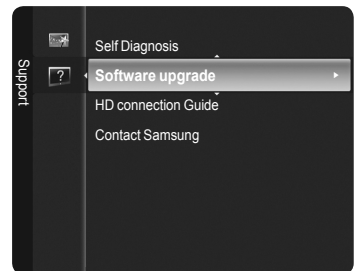 Support
Self Diagnosis
Software upgrade
HD connection Guide
Contact Samsung